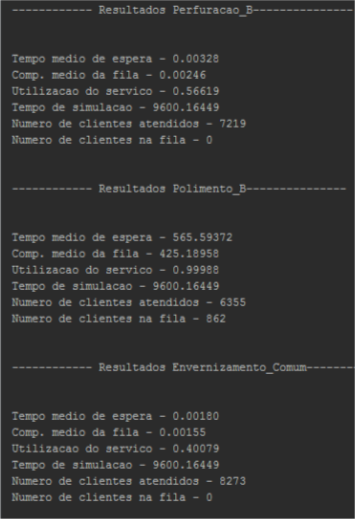 ------------ Resultados Perfuracao_B---------------
Tempo medio de espera - 0.00328
Comp. medio da fila - 0.00246
Utilizacao do servico - 0.56619
Tempo de simulacao - 9600.16449
Numero de clientes atendidos - 7219
Numero de clientes na fila - 0
------------ Resultados Polimento_B---------------
Tempo medio de espera - 565.59372
Comp. medio da fila - 425.18958
Utilizacao do servico - 0.99988
Tempo de simulacao - 9600.16449
Numero de clientes atendidos - 6355
Numero de clientes na fila - 862
------------ Resultados Envernizamento_Comum-------
Tempo medio de espera - 0.00180
Comp. medio da fila - 0.00155
Utilizacao do servico - 0.40079
Tempo de simulacao - 9600.16449
Numero de clientes atendidos - 8273
Numero de clientes na fila - 0